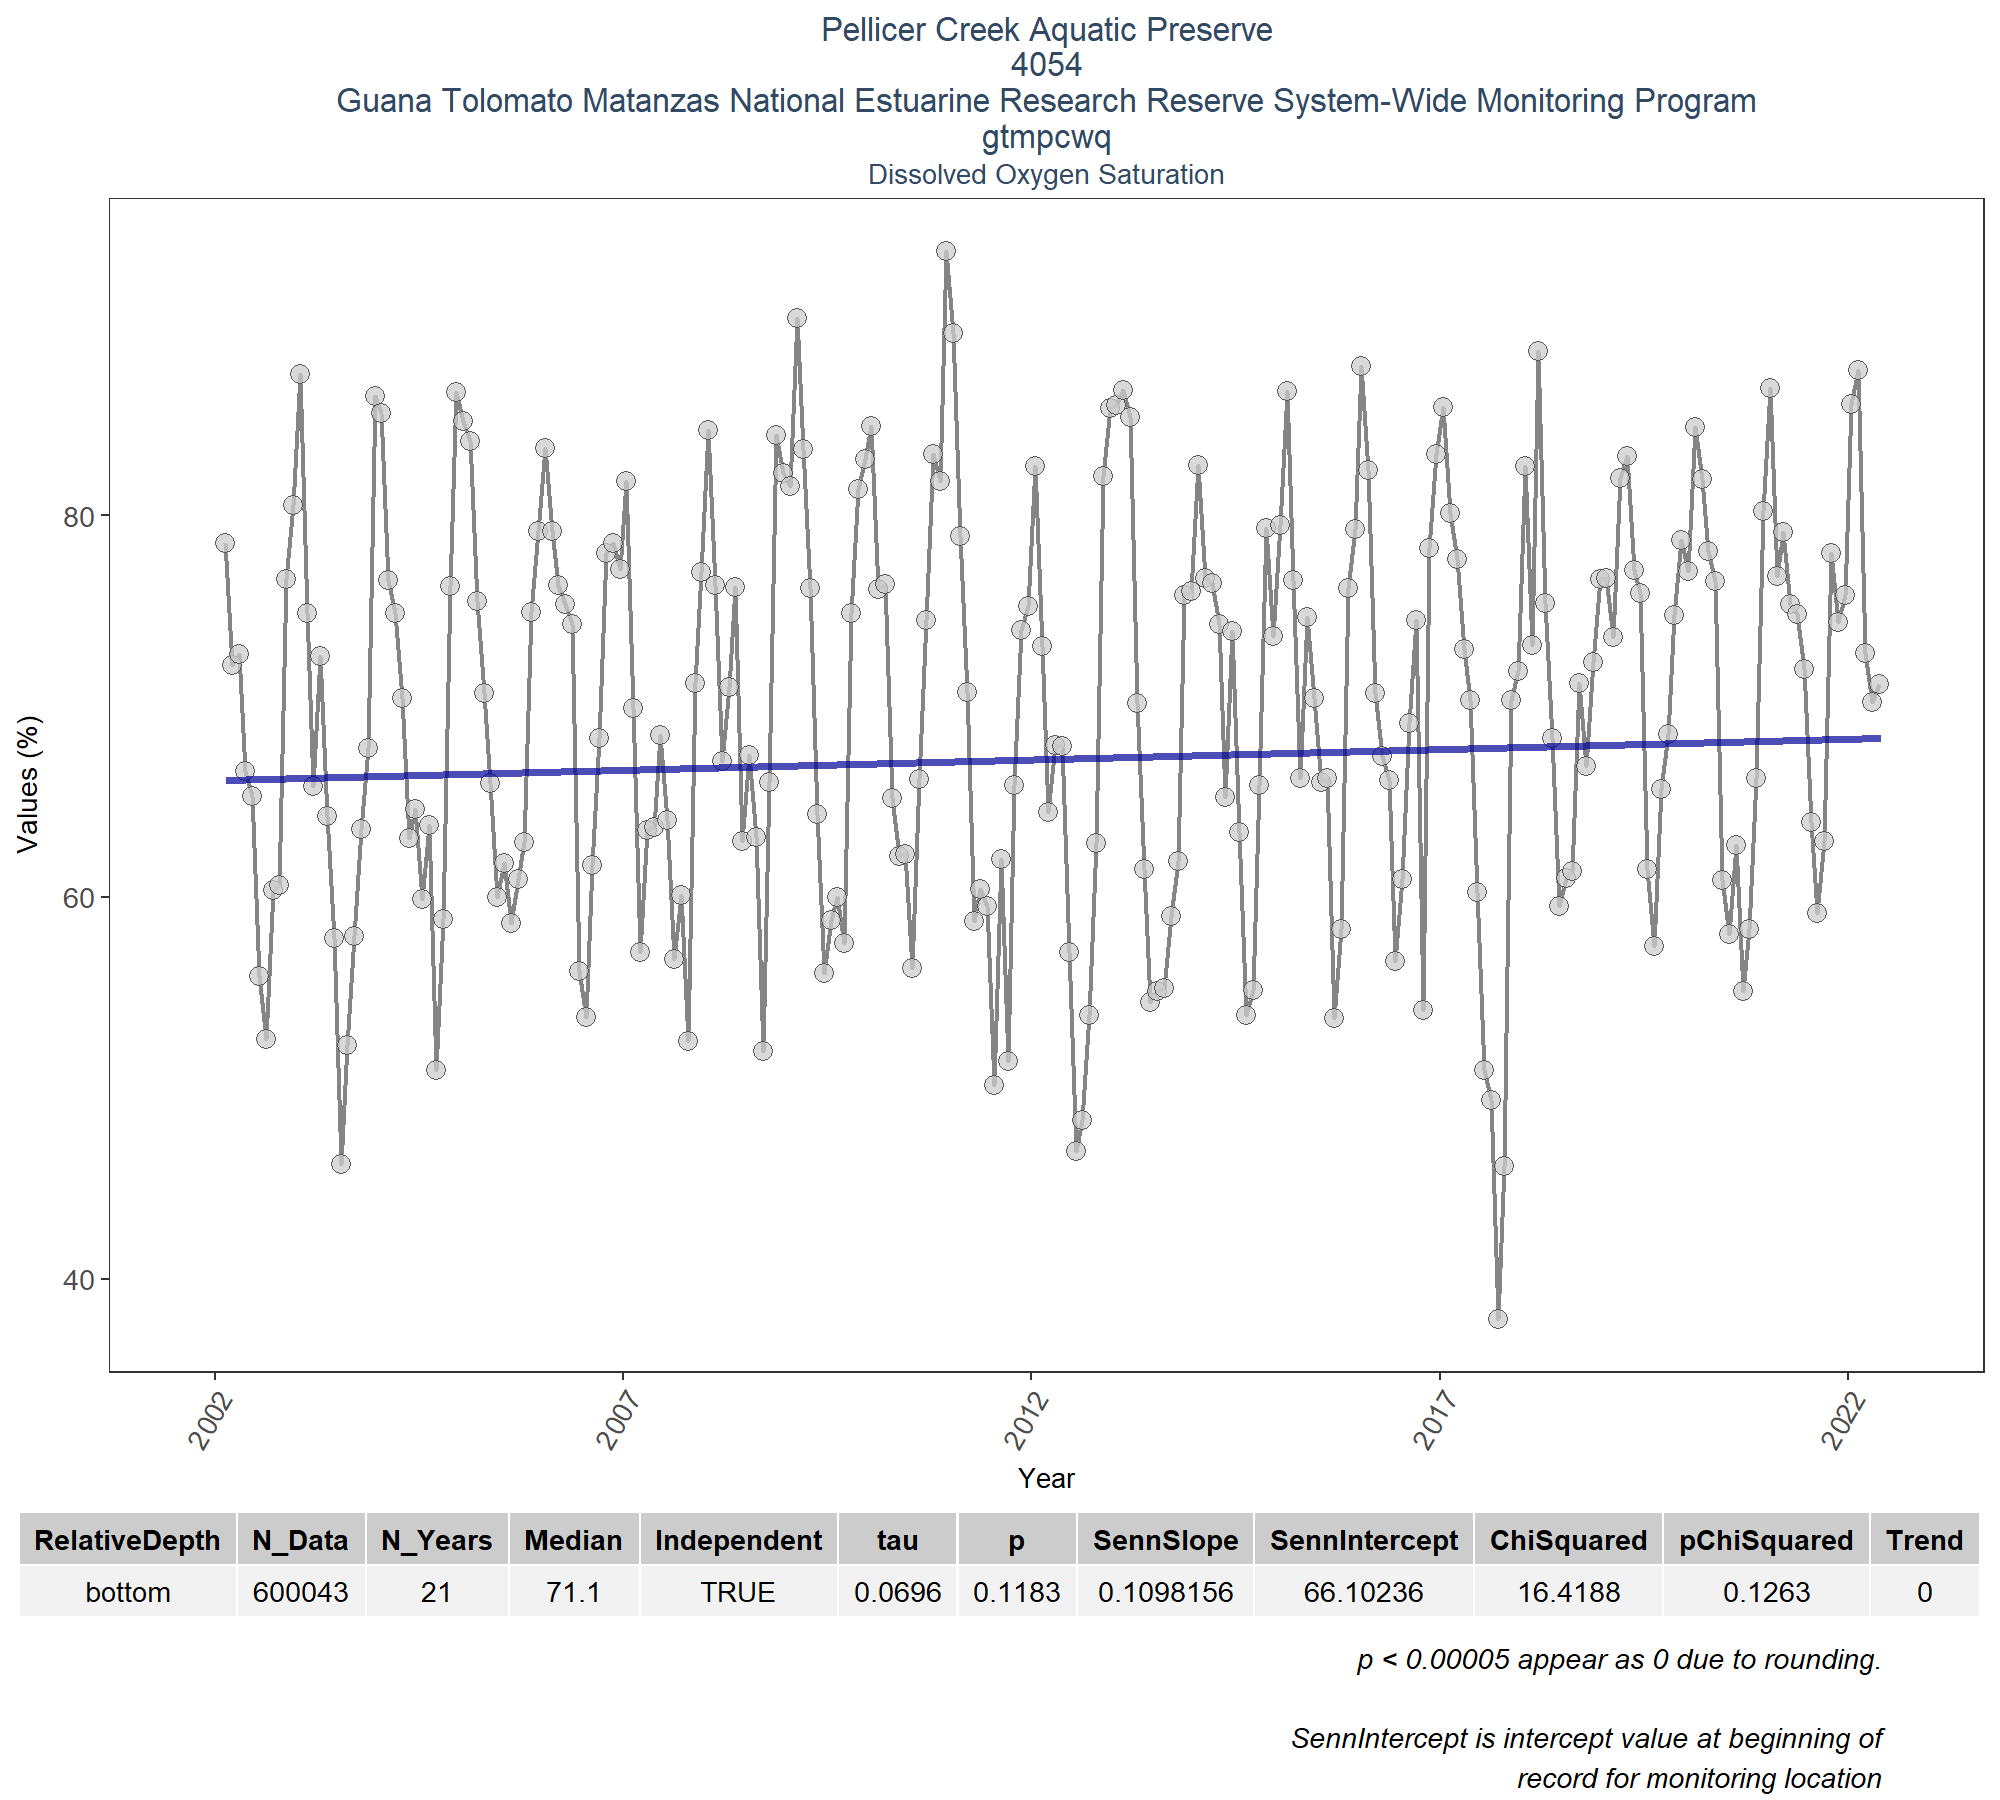 Pellicer Creek Aquatic Preserve
4054
Guana Tolomato Matanzas National Estuarine Research Reserve System-Wide Monitoring Program
gtmpcwq
Dissolved Oxygen Saturation
Values (%)
80
60
40
2002 2007 2012 2017 2022
Year
RelativeDepth N_Data N_Years Median Independent tau p SennSlope SennIntercept ChiSquared pChiSquared Trend
bottom 600043 21 71.1 TRUE 0.0696 0.1183 0.1098156 66.10236 16.4188 0.1263 0
p < 0.00005 appear as 0 due to rounding.
SennIntercept is intercept value at beginning of
record for monitoring location